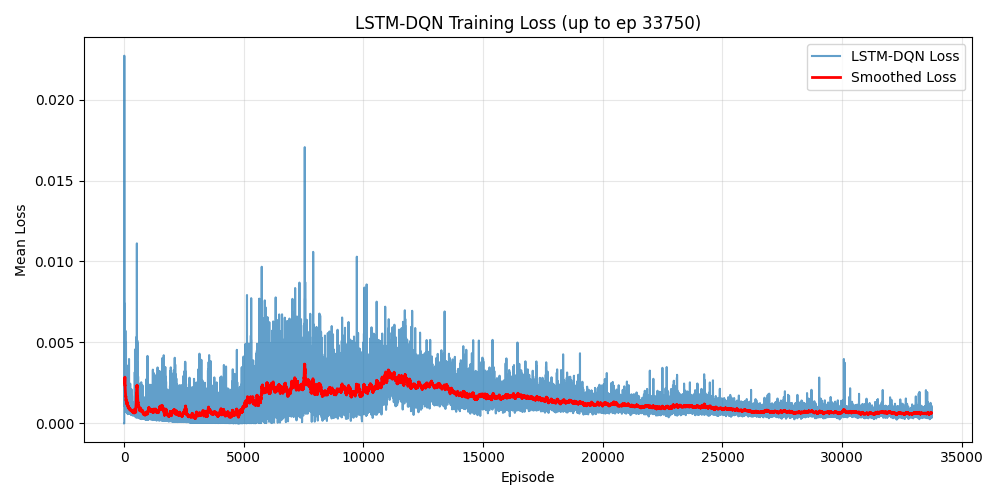 LSTM-DQN Training Loss (up to ep 33750)
LSTM-DQN Loss
Smoothed Loss
Mean Loss
0.020
0.015
0.010
0.005
0.000
0 5000 10000 15000 20000 25000 30000 35000
Episode